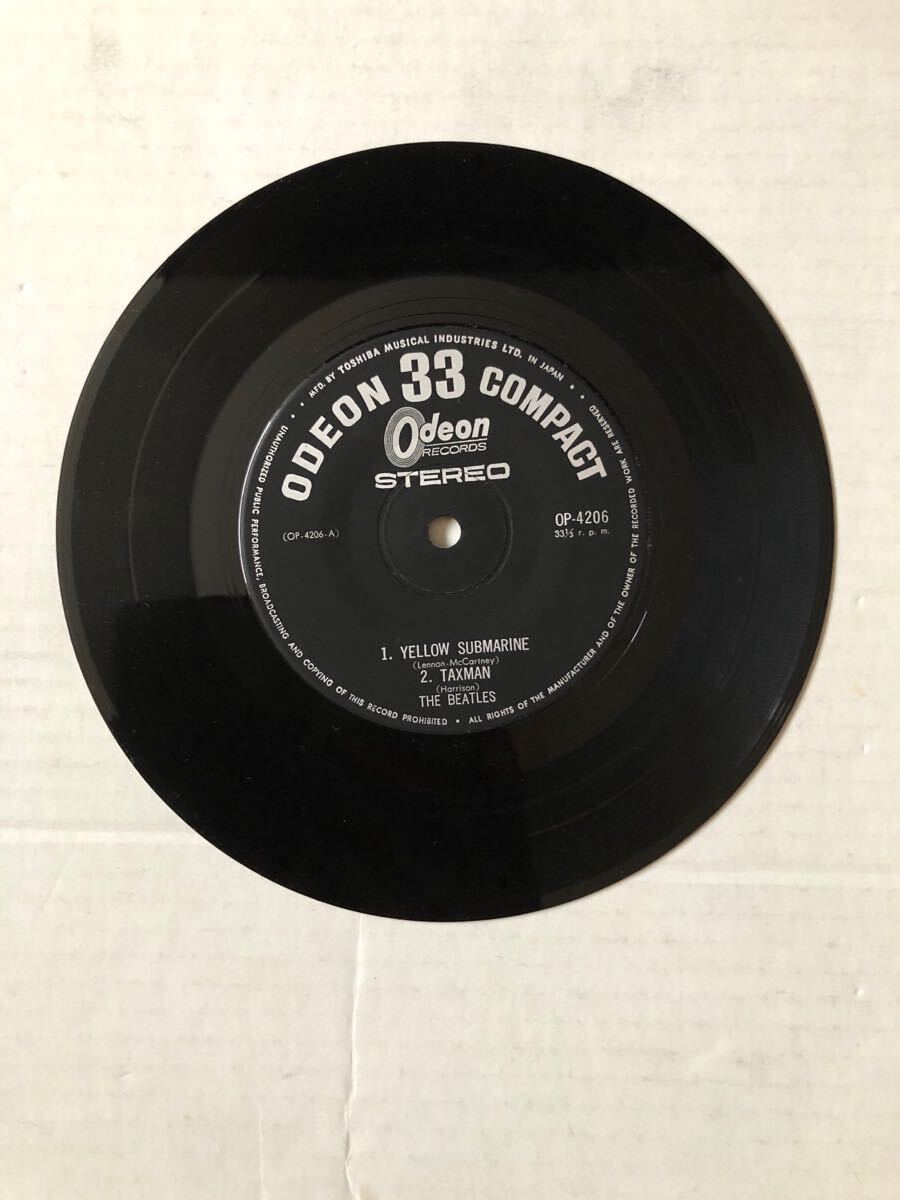 • MFD. BY TOSHIBA MUSICAL INDUSTRIES LTD. IN JAPAN •
ODEON 33 COMPACT
Odeon
RECORDS
STEREO
(OP-4206-A)
OP-4206
33⅓ r. p. m.
1. YELLOW SUBMARINE
(Lennon-McCartney)
2. TAXMAN
(Harrison)
THE BEATLES
• UNAUTHORIZED PUBLIC PERFORMANCE, BROADCASTING AND COPYING OF THIS RECORD PROHIBITED • ALL RIGHTS OF THE MANUFACTURER AND OF THE OWNER OF THE RECORDED WORK ARE RESERVED